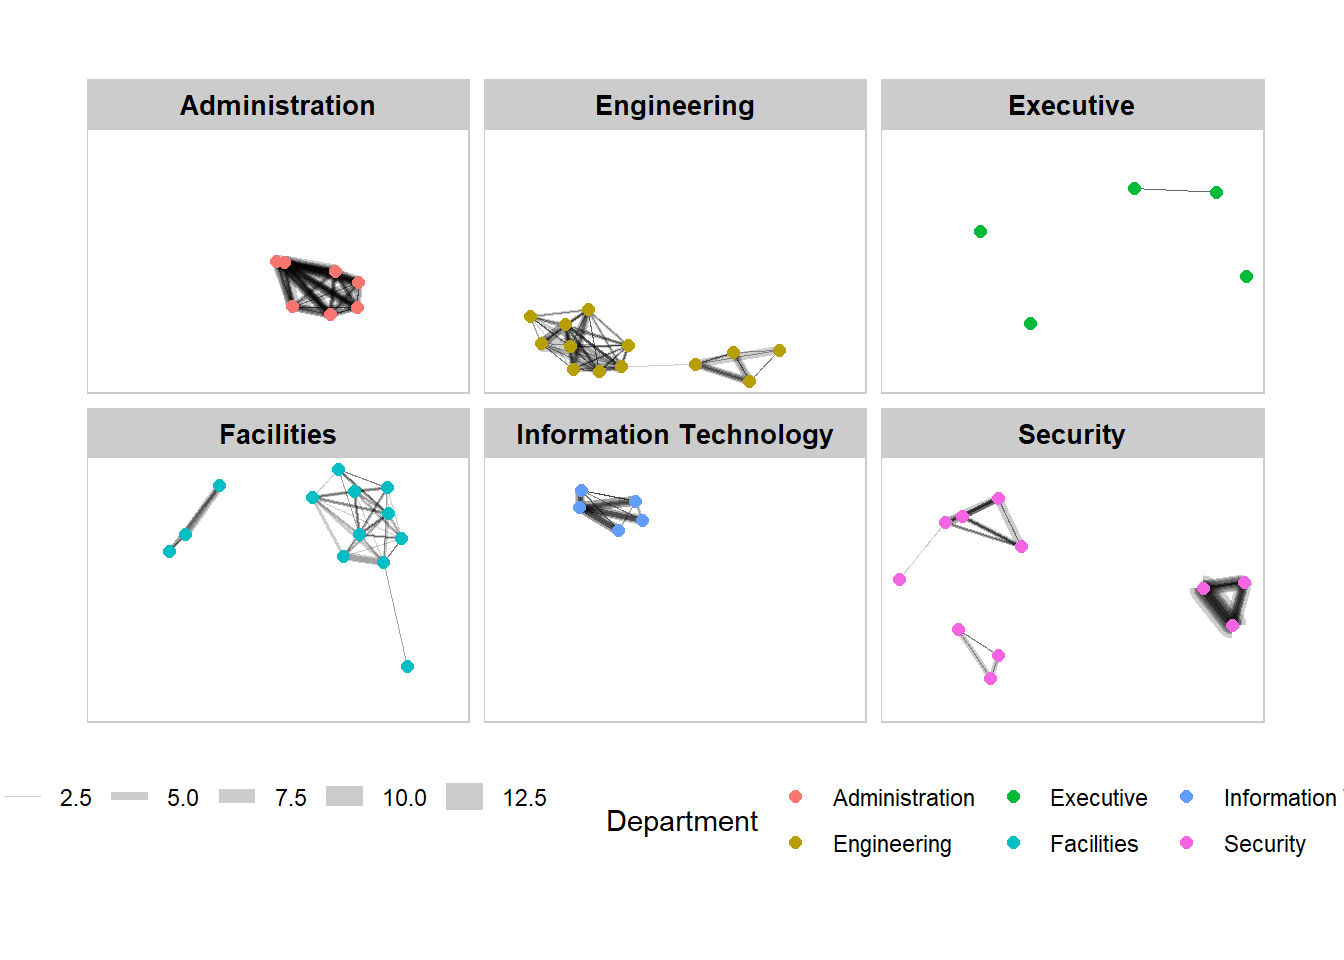 Administration
Engineering
Executive
Facilities
Information Technology
Security
2.5 5.0 7.5 10.0 12.5
Department
Administration Executive Information
Engineering Facilities Security